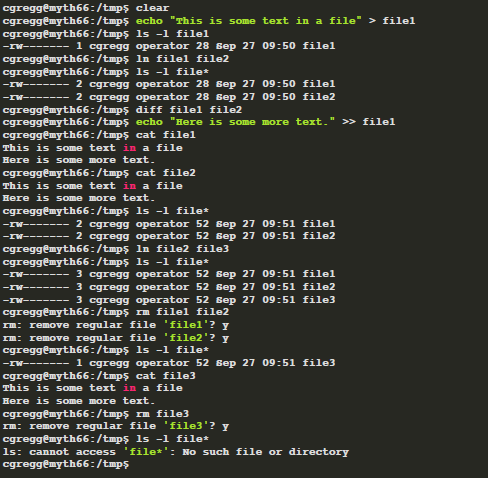 cgregg@myth66:/tmp$ clear
cgregg@myth66:/tmp$ echo "This is some text in a file" > file1
cgregg@myth66:/tmp$ ls -l file1
-rw------- 1 cgregg operator 28 Sep 27 09:50 file1
cgregg@myth66:/tmp$ ln file1 file2
cgregg@myth66:/tmp$ ls -l file*
-rw------- 2 cgregg operator 28 Sep 27 09:50 file1
-rw------- 2 cgregg operator 28 Sep 27 09:50 file2
cgregg@myth66:/tmp$ diff file1 file2
cgregg@myth66:/tmp$ echo "Here is some more text." >> file1
cgregg@myth66:/tmp$ cat file1
This is some text in a file
Here is some more text.
cgregg@myth66:/tmp$ cat file2
This is some text in a file
Here is some more text.
cgregg@myth66:/tmp$ ls -l file*
-rw------- 2 cgregg operator 52 Sep 27 09:51 file1
-rw------- 2 cgregg operator 52 Sep 27 09:51 file2
cgregg@myth66:/tmp$ ln file2 file3
cgregg@myth66:/tmp$ ls -l file*
-rw------- 3 cgregg operator 52 Sep 27 09:51 file1
-rw------- 3 cgregg operator 52 Sep 27 09:51 file2
-rw------- 3 cgregg operator 52 Sep 27 09:51 file3
cgregg@myth66:/tmp$ rm file1 file2
rm: remove regular file 'file1'? y
rm: remove regular file 'file2'? y
cgregg@myth66:/tmp$ ls -l file*
-rw------- 1 cgregg operator 52 Sep 27 09:51 file3
cgregg@myth66:/tmp$ cat file3
This is some text in a file
Here is some more text.
cgregg@myth66:/tmp$ rm file3
rm: remove regular file 'file3'? y
cgregg@myth66:/tmp$ ls -l file*
ls: cannot access 'file*': No such file or directory
cgregg@myth66:/tmp$